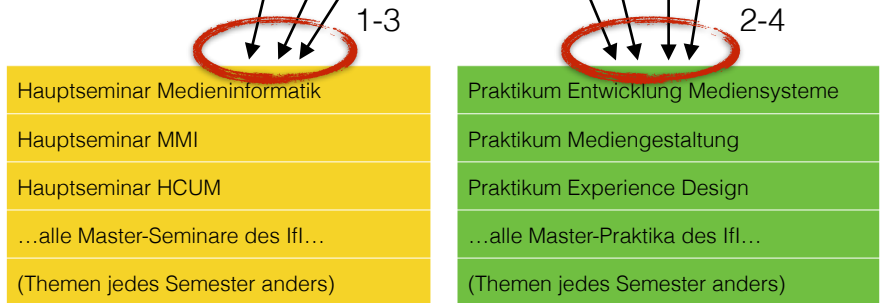 1-3
2-4
Hauptseminar Medieninformatik
Hauptseminar MMI
Hauptseminar HCUM
…alle Master-Seminare des IfI…
(Themen jedes Semester anders)
Praktikum Entwicklung Mediensysteme
Praktikum Mediengestaltung
Praktikum Experience Design
…alle Master-Praktika des IfI…
(Themen jedes Semester anders)